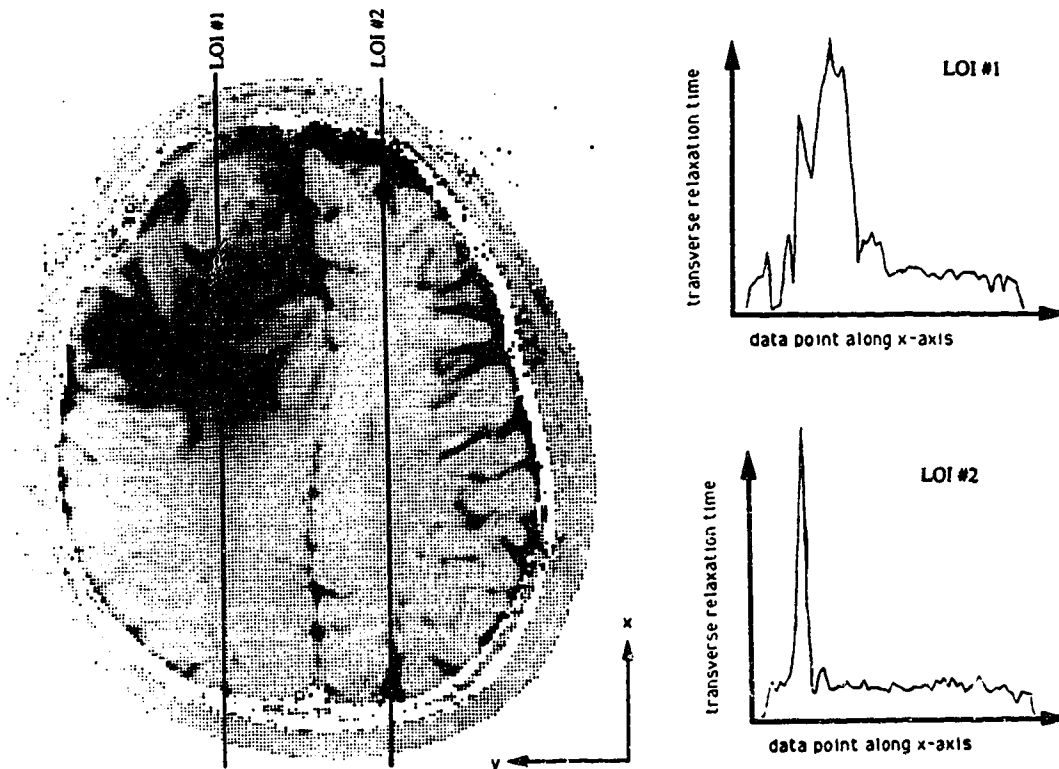 LOI #1
LOI #2
x
y
LOI #1
transverse relaxation time
data point along x-axis
LOI #2
transverse relaxation time
data point along x-axis